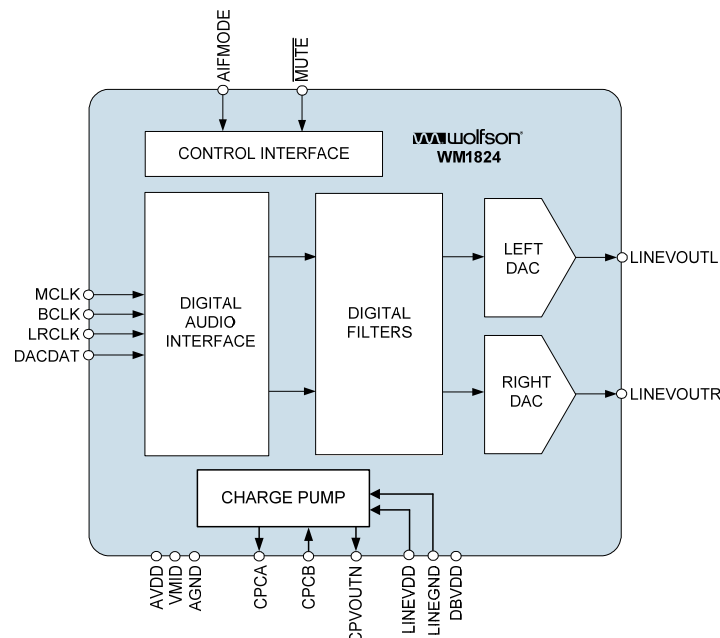 AIFMODE
MUTE
CONTROL INTERFACE
wolfson
WM1824
MCLK
BCLK
LRCLK
DACDAT
DIGITAL
AUDIO
INTERFACE
DIGITAL
FILTERS
LEFT
DAC
RIGHT
DAC
LINEVOUTL
LINEVOUTR
CHARGE PUMP
AVDD
VMID
AGND
CPCA
CPCB
CPVOUTN
LINEVDD
LINEGND
DBVDD